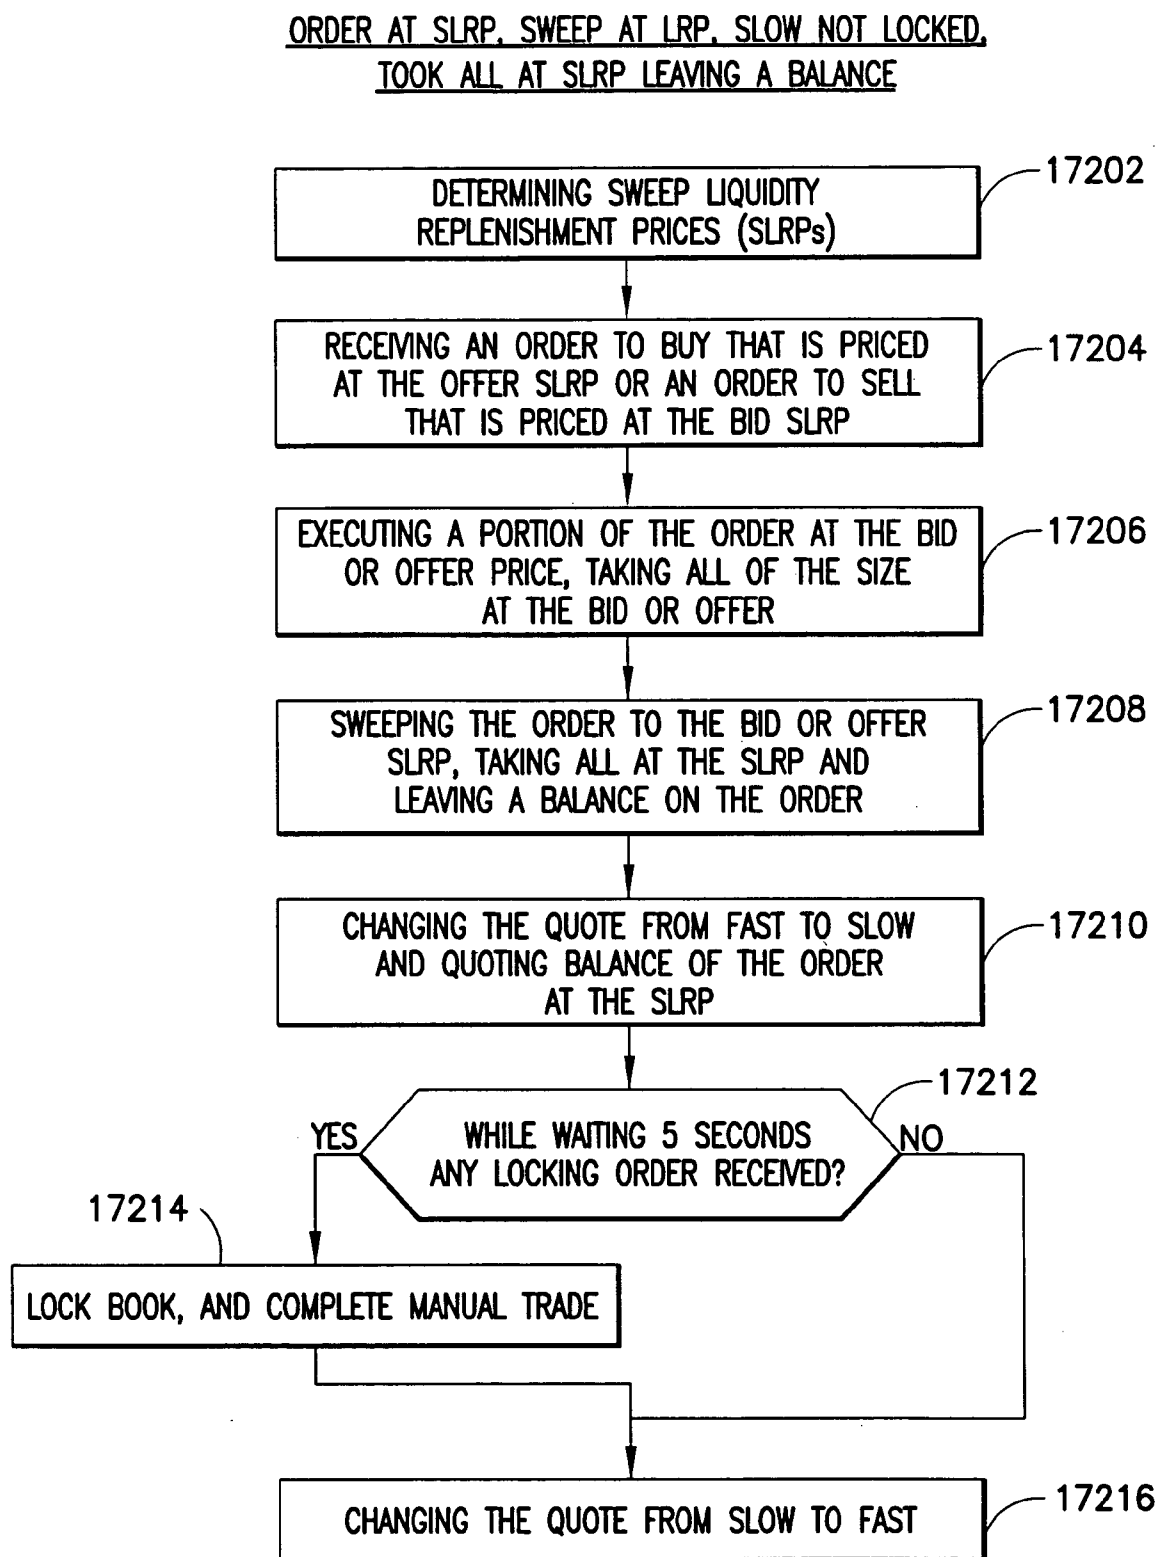 ORDER AT SLRP, SWEEP AT LRP, SLOW NOT LOCKED,
TOOK ALL AT SLRP LEAVING A BALANCE
17202
DETERMINING SWEEP LIQUIDITY
REPLENISHMENT PRICES (SLRPs)
17204
RECEIVING AN ORDER TO BUY THAT IS PRICED
AT THE OFFER SLRP OR AN ORDER TO SELL
THAT IS PRICED AT THE BID SLRP
17206
EXECUTING A PORTION OF THE ORDER AT THE BID
OR OFFER PRICE, TAKING ALL OF THE SIZE
AT THE BID OR OFFER
17208
SWEEPING THE ORDER TO THE BID OR OFFER
SLRP, TAKING ALL AT THE SLRP AND
LEAVING A BALANCE ON THE ORDER
17210
CHANGING THE QUOTE FROM FAST TO SLOW
AND QUOTING BALANCE OF THE ORDER
AT THE SLRP
17212
YES
WHILE WAITING 5 SECONDS
ANY LOCKING ORDER RECEIVED?
NO
17214
LOCK BOOK, AND COMPLETE MANUAL TRADE
17216
CHANGING THE QUOTE FROM SLOW TO FAST